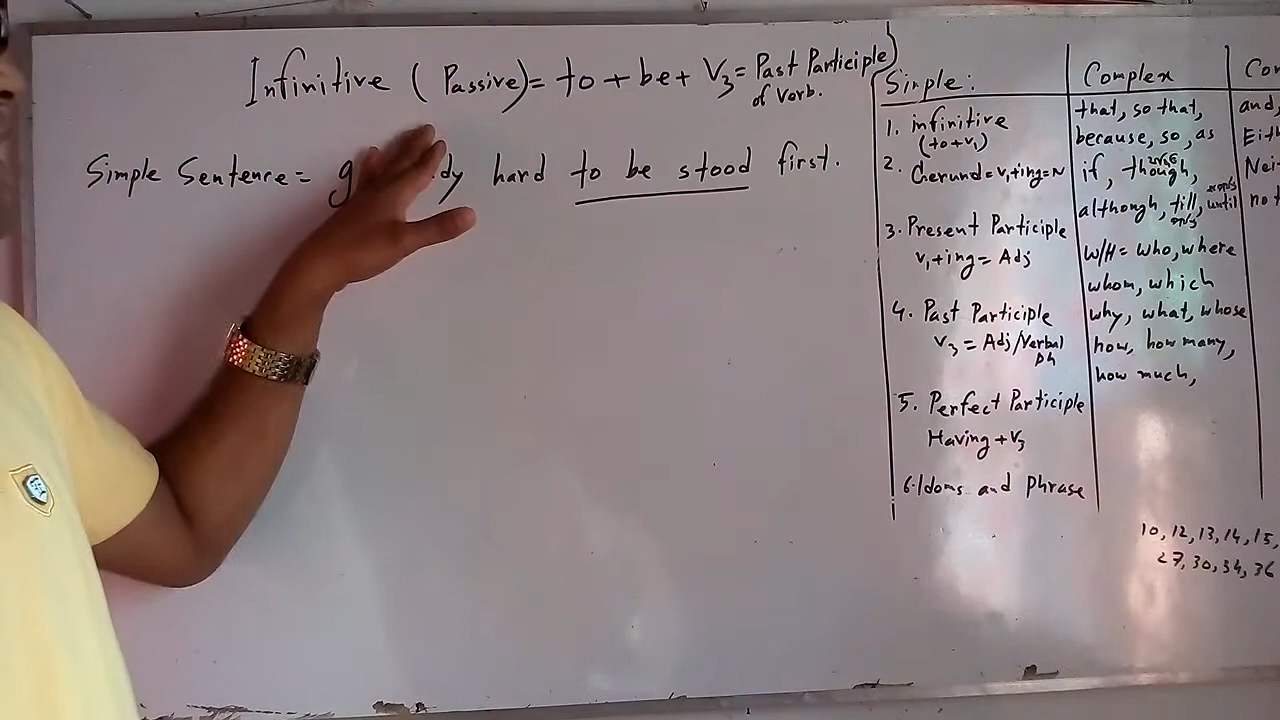 Infinitive (Passive)= to + be + V3 = Past Participle
of Verb.
Simple Sentence = hard to be stood first.
Simple:
1. infinitive
(to+v1)
2. Gerund = v1+ing = N
3. Present Participle
v1+ing = Adj
4. Past Participle
v3 = Adj/Verbal
Ph
5. Perfect Participle
Having + v3
6. Idoms and Phrase
Complex
that, so that,
because, so, as
if, though,
although, till, until
W/H = who, where
whom, which
why, what, whose
how, how many,
how much,
and,
10, 12, 13, 14, 15,
27, 30, 34, 36